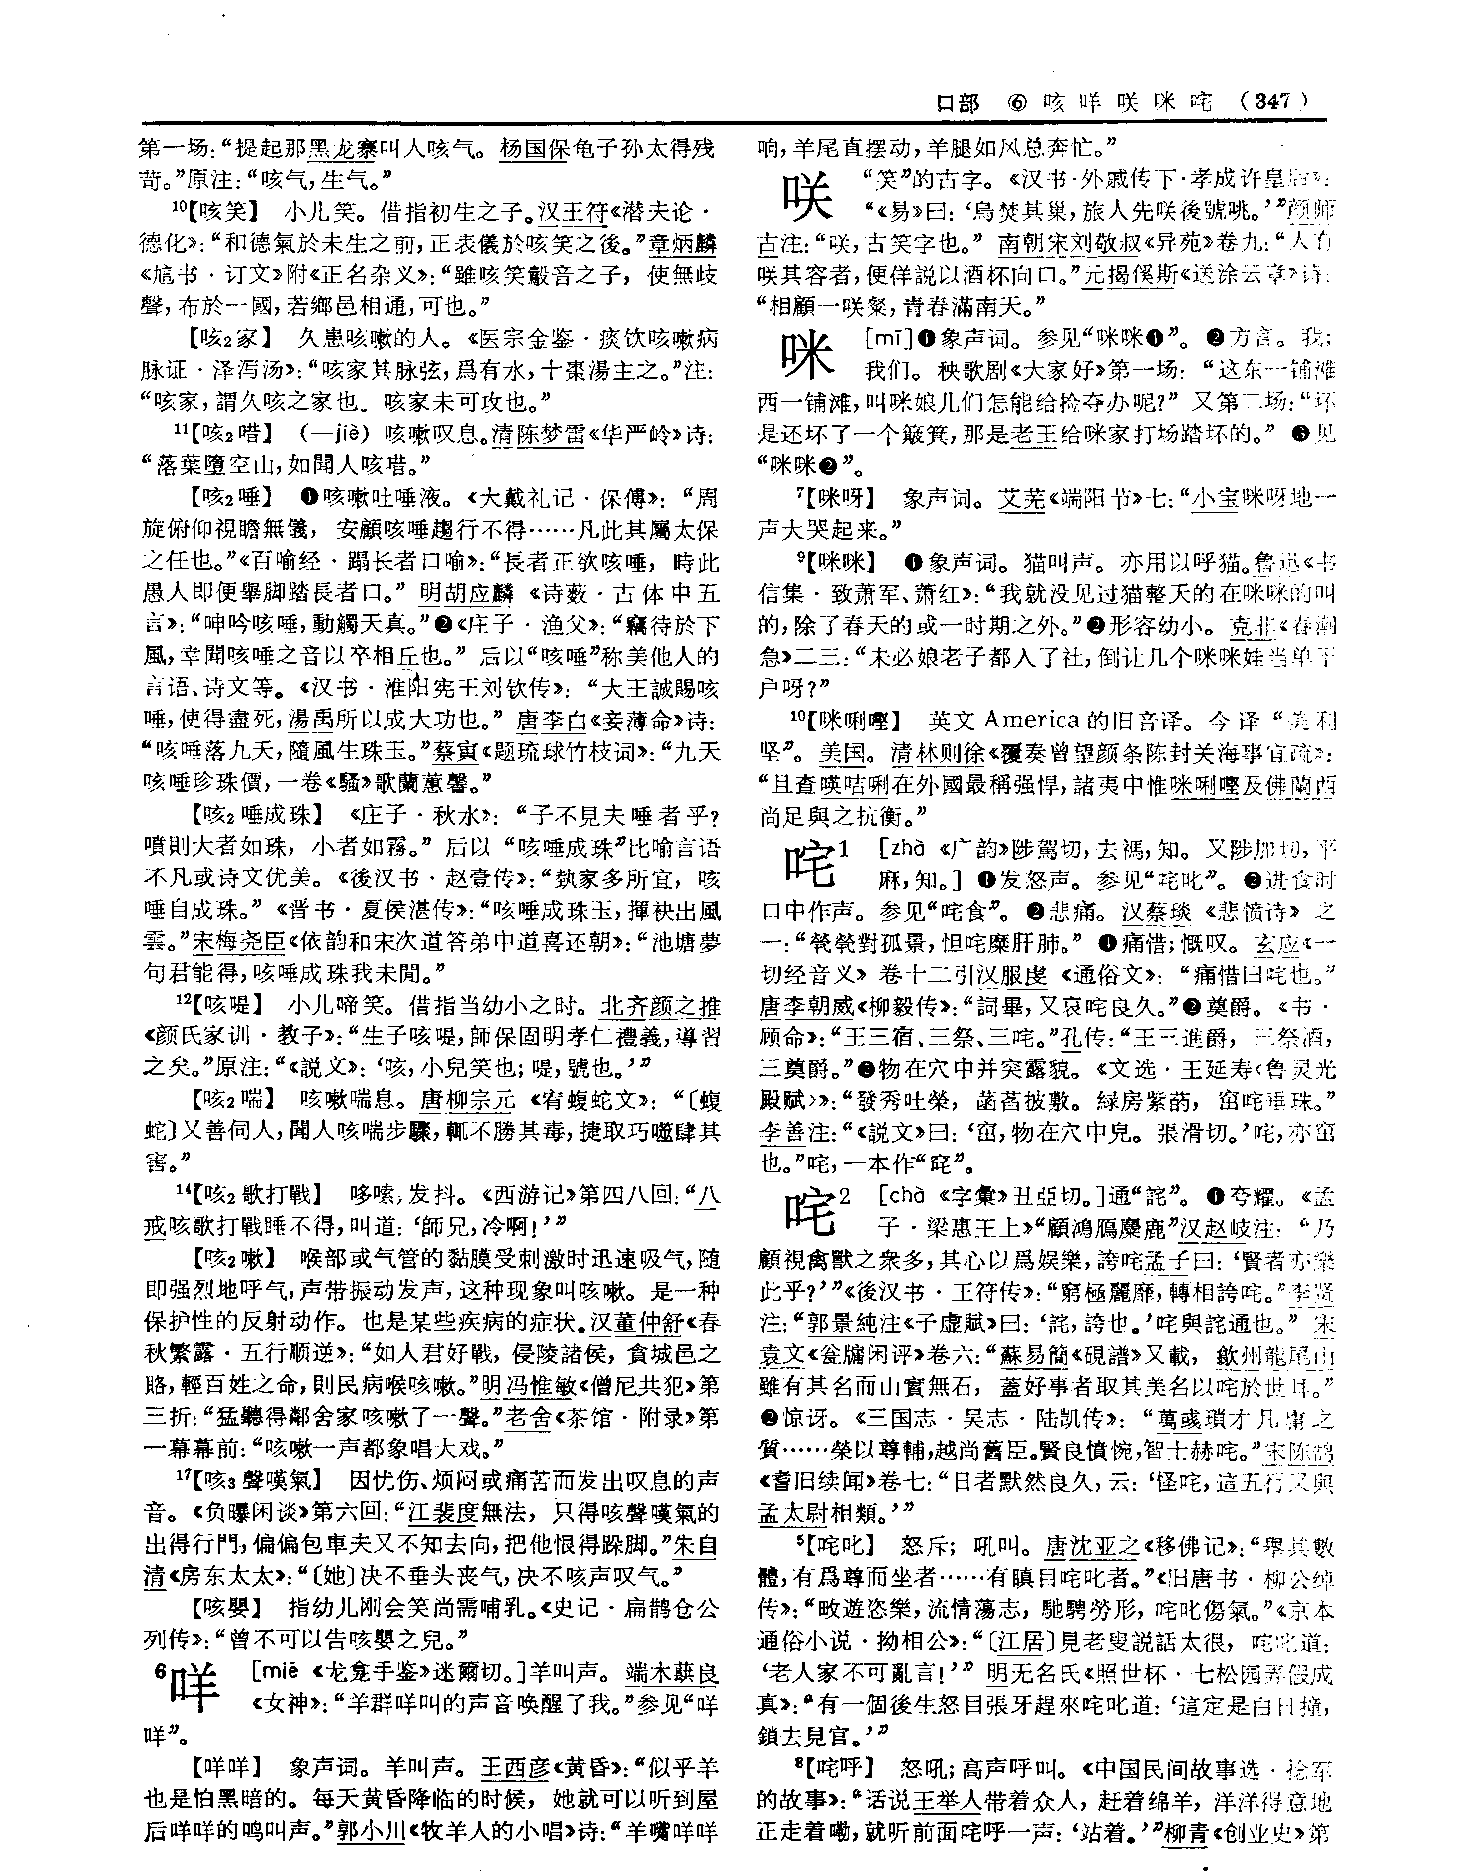 口部 ⑥ 咳咩咲咪咤 (347)
第一场：“提起那黑龙寨叫人咳气。杨国保龟子孙太得残
苛。”原注：“咳气，生气。”
10【咳笑】 小儿笑。借指初生之子。汉王符《潜夫论·
德化》：“和德氣於未生之前，正表儀於咳笑之後。”章炳麟
《訄书·订文》附《正名杂义》：“雖咳笑鷇音之子，使無歧
聲，布於一國，若鄉邑相通，可也。”
【咳₂家】 久患咳嗽的人。《医宗金鉴·痰饮咳嗽病
脉证·泽泻汤》：“咳家其脉弦，爲有水，十棗湯主之。”注：
“咳家，謂久咳之家也。咳家未可攻也。”
11【咳₂唶】 （—jiè）咳嗽叹息。清陈梦雷《华严岭》诗：
“落葉墮空山，如聞人咳唶。”
【咳₂唾】 ❶咳嗽吐唾液。《大戴礼记·保傅》：“周
旋俯仰視瞻無儀，安顧咳唾趨行不得……凡此其屬太保
之任也。”《百喻经·蹋长者口喻》：“長者正欲咳唾，時此
愚人即便舉脚踏長者口。”明胡应麟《诗薮·古体中五
言》：“呻吟咳唾，動觸天真。”❷《庄子·渔父》：“竊待於下
風，幸聞咳唾之音以卒相丘也。”后以“咳唾”称美他人的
言语、诗文等。《汉书·淮阳宪王刘钦传》：“大王誠賜咳
唾，使得盡死，湯禹所以成大功也。”唐李白《妾薄命》诗：
“咳唾落九天，隨風生珠玉。”蔡寅《题琉球竹枝词》：“九天
咳唾珍珠價，一卷《騷》歌蘭蕙馨。”
【咳₂唾成珠】 《庄子·秋水》：“子不見夫唾者乎？
噴則大者如珠，小者如霧。”后以“咳唾成珠”比喻言语
不凡或诗文优美。《後汉书·赵壹传》：“埶家多所宜，咳
唾自成珠。”《晋书·夏侯湛传》：“咳唾成珠玉，揮袂出風
雲。”宋梅尧臣《依韵和宋次道答弟中道喜还朝》：“池塘夢
句君能得，咳唾成珠我未閒。”
12【咳㖷】 小儿啼笑。借指当幼小之时。北齐颜之推
《颜氏家训·教子》：“生子咳㖷，師保固明孝仁禮義，導習
之矣。”原注：“《説文》：‘咳，小兒笑也；㖷，號也。’”
【咳₂喘】 咳嗽喘息。唐柳宗元《宥蝮蛇文》：“〔蝮
蛇〕又善伺人，聞人咳喘步驟，輒不勝其毒，捷取巧噬肆其
害。”
14【咳₂歌打戰】 哆嗦；发抖。《西游记》第四八回：“八
戒咳歌打戰睡不得，叫道：‘師兄，冷啊！’”
【咳₂嗽】 喉部或气管的黏膜受刺激时迅速吸气，随
即强烈地呼气，声带振动发声，这种现象叫咳嗽。是一种
保护性的反射动作。也是某些疾病的症状。汉董仲舒《春
秋繁露·五行顺逆》：“如人君好戰，侵陵諸侯，貪城邑之
賂，輕百姓之命，則民病喉咳嗽。”明冯惟敏《僧尼共犯》第
三折：“猛聽得鄰舍家咳嗽了一聲。”老舍《茶馆·附录》第
一幕幕前：“咳嗽一声都象唱大戏。”
17【咳₃聲嘆氣】 因忧伤、烦闷或痛苦而发出叹息的声
音。《负曝闲谈》第六回：“江裴度無法，只得咳聲嘆氣的
出得行門，偏偏包車夫又不知去向，把他恨得跺脚。”朱自
清《房东太太》：“〔她〕决不垂头丧气，决不咳声叹气。”
【咳嬰】 指幼儿刚会笑尚需哺乳。《史记·扁鹊仓公
列传》：“曾不可以告咳嬰之兒。”
6咩 ［miē《龙龛手鉴》迷爾切。］羊叫声。端木蕻良
《女神》：“羊群咩叫的声音唤醒了我。”参见“咩
咩”。
【咩咩】 象声词。羊叫声。王西彦《黄昏》：“似乎羊
也是怕黑暗的。每天黄昏降临的时候，她就可以听到屋
后咩咩的鸣叫声。”郭小川《牧羊人的小唱》诗：“羊嘴咩咩
响，羊尾直摆动，羊腿如风总奔忙。”
咲 “笑”的古字。《汉书·外戚传下·孝成许皇后》：
“《易》曰：‘鳥焚其巢，旅人先咲後號咷。’”颜师
古注：“咲，古笑字也。”南朝宋刘敬叔《异苑》卷九：“人有
咲其容者，便佯説以酒杯向口。”元揭傒斯《送涂云章》诗：
“相顧一咲粲，青春滿南天。”
咪 ［mī］❶象声词。参见“咪咪❶”。❷方言。我；
我们。秧歌剧《大家好》第一场：“这东一铺滩
西一铺滩，叫咪娘儿们怎能给捡夺办呢？”又第二场：“环
是还坏了一个簸箕，那是老王给咪家打场踏坏的。”❸见
“咪咪❷”。
7【咪呀】 象声词。艾芜《端阳节》七：“小宝咪呀地一
声大哭起来。”
9【咪咪】 ❶象声词。猫叫声。亦用以呼猫。鲁迅《书
信集·致萧军、萧红》：“我就没见过猫整天的在咪咪的叫
的，除了春天的或一时期之外。”❷形容幼小。克非《春潮
急》二三：“未必娘老子都入了社，倒让几个咪咪娃当单干
户呀？”
10【咪唎㘄】 英文America的旧音译。今译“美利
坚”。美国。清林则徐《覆奏曾望颜条陈封关海事宜疏》：
“且查㗸咭唎在外國最稱强悍，諸夷中惟咪唎㘄及佛蘭西
尚足與之抗衡。”
咤1 ［zhà《广韵》陟駕切，去禡，知。又陟加切，平
麻，知。］❶发怒声。参见“咤叱”。❷进食时
口中作声。参见“咤食”。❸悲痛。汉蔡琰《悲愤诗》之
一：“煢煢對孤景，怛咤糜肝肺。”❹痛惜；慨叹。玄应《一
切经音义》卷十二引汉服虔《通俗文》：“痛惜曰咤也。”
唐李朝威《柳毅传》：“詞畢，又哀咤良久。”❺奠爵。《书·
顾命》：“王三宿、三祭、三咤。”孔传：“王三進爵，三祭酒，
三奠爵。”❻物在穴中并突露貌。《文选·王延寿〈鲁灵光
殿赋〉》：“發秀吐榮，菡萏披敷。緑房紫菂，窋咤垂珠。”
李善注：“《説文》曰：‘窋，物在穴中皃。張滑切。’咤，亦窋
也。”咤，一本作“窀”。
咤2 ［chà《字彙》丑亞切。］通“詫”。❶夸耀。《孟
子·梁惠王上》“顧鴻鴈麋鹿”汉赵岐注：“乃
顧視禽獸之衆多，其心以爲娱樂，誇咤孟子曰：‘賢者亦樂
此乎？’”《後汉书·王符传》：“窮極麗靡，轉相誇咤。”李贤
注：“郭景純注《子虚賦》曰：‘詫，誇也。’咤與詫通也。”宋
袁文《瓮牖闲评》卷六：“蘇易簡《硯譜》又載，歙州龍尾山
雖有其名而山實無石，蓋好事者取其美名以咤於世耳。”
❷惊讶。《三国志·吴志·陆凯传》：“萬彧瑣才凡庸之
質……榮以尊輔，越尚舊臣。賢良憤惋，智士赫咤。”宋陈鹄
《耆旧续闻》卷七：“日者默然良久，云：‘怪咤，這五行又與
孟太尉相類。’”
5【咤叱】 怒斥；吼叫。唐沈亚之《移佛记》：“舉其數
體，有爲尊而坐者……有瞋目咤叱者。”《旧唐书·柳公绰
传》：“畋遊恣樂，流情蕩志，馳騁勞形，咤叱傷氣。”《京本
通俗小说·拗相公》：“〔江居〕見老叟説話太很，咤叱道：
‘老人家不可亂言！’”明无名氏《照世杯·七松园弄假成
真》：“有一個後生怒目張牙趕來咤叱道：‘這定是白日撞，
鎖去見官。’”
8【咤呼】 怒吼；高声呼叫。《中国民间故事选·捻军
的故事》：“话说王举人带着众人，赶着绵羊，洋洋得意地
正走着嘞，就听前面咤呼一声：‘站着。’”柳青《创业史》第